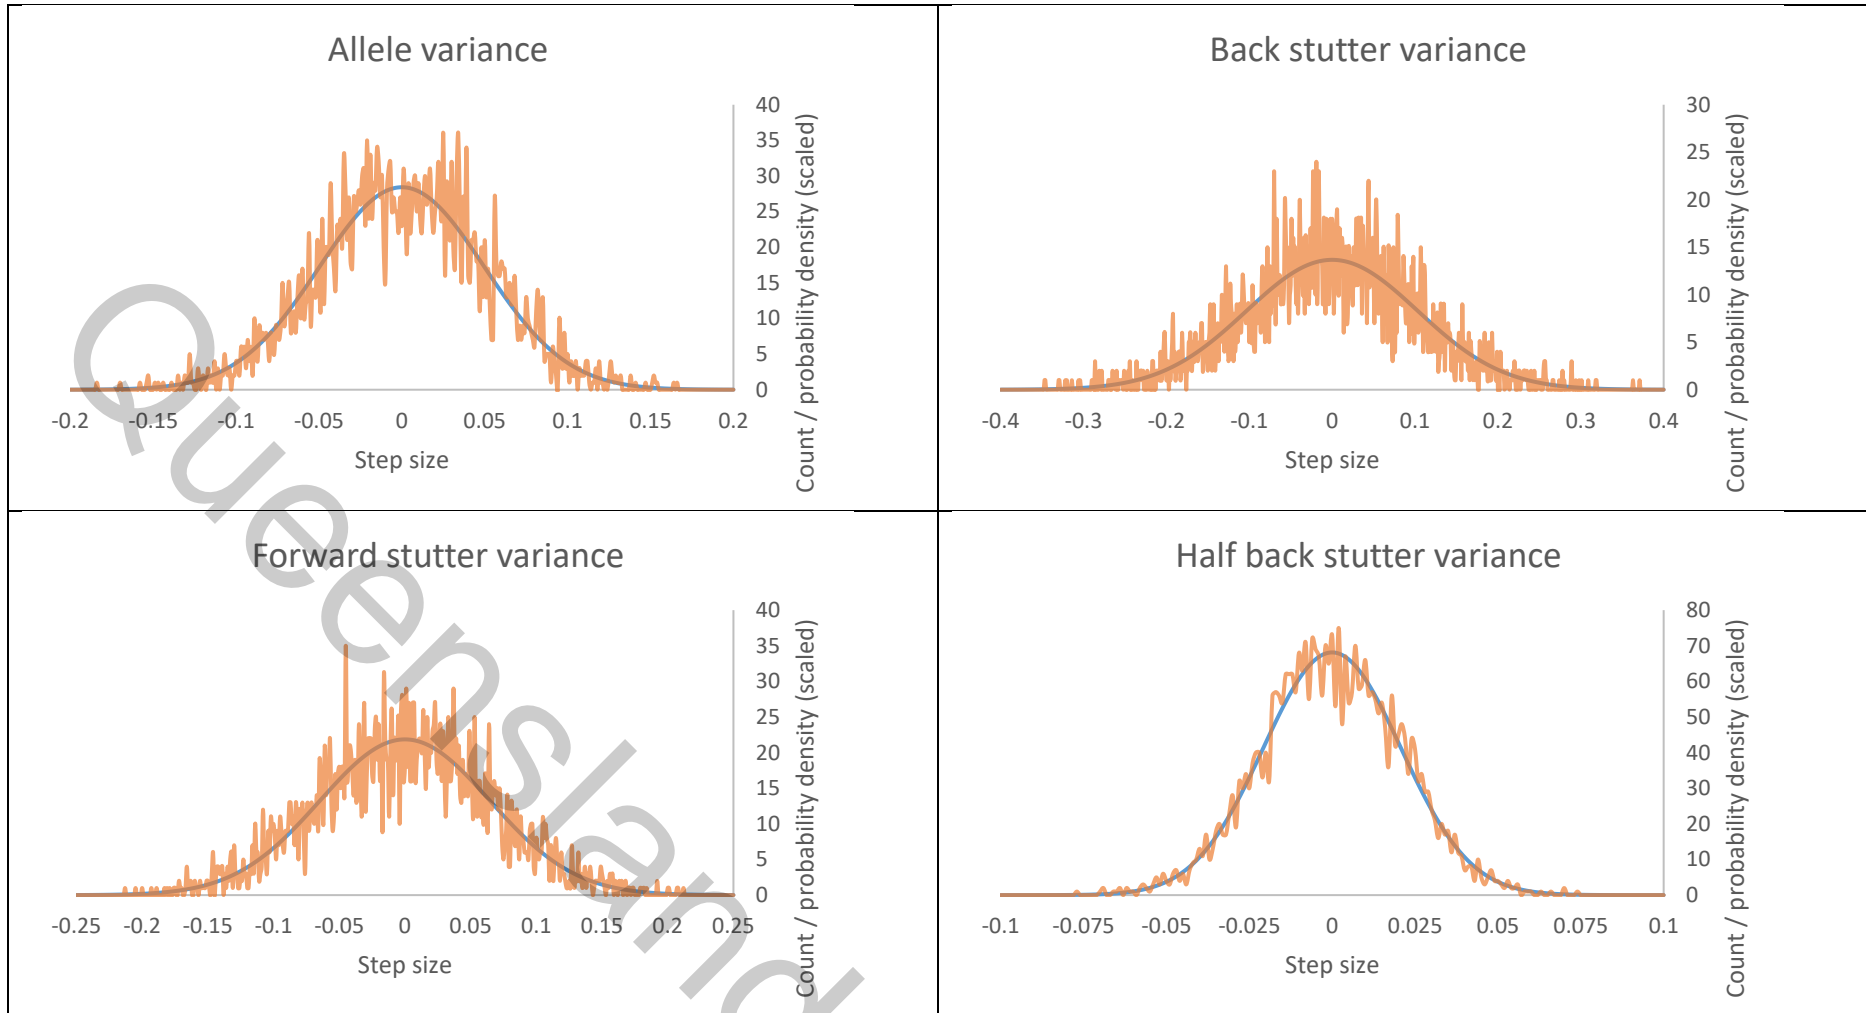 Allele variance
40
35
30
25
20
15
10
5
0
-0.2 -0.15 -0.1 -0.05 0 0.05 0.1 0.15 0.2
Step size
Count / probability density (scaled)
Back stutter variance
30
25
20
15
10
5
0
-0.4 -0.3 -0.2 -0.1 0 0.1 0.2 0.3 0.4
Step size
Count / probability density (scaled)
Forward stutter variance
40
35
30
25
20
15
10
5
0
-0.25 -0.2 -0.15 -0.1 -0.05 0 0.05 0.1 0.15 0.2 0.25
Step size
Count / probability density (scaled)
Half back stutter variance
80
70
60
50
40
30
20
10
0
-0.1 -0.075 -0.05 -0.025 0 0.025 0.05 0.075 0.1
Step size
Count / probability density (scaled)
Queensland